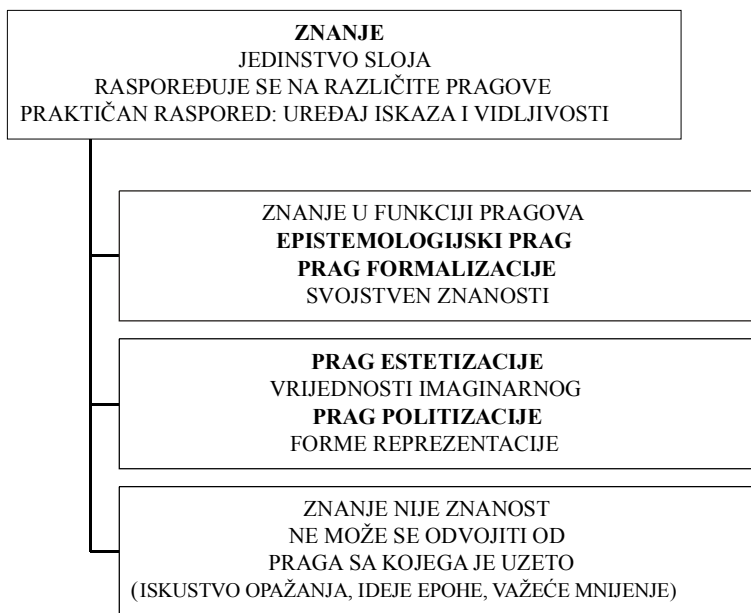 ZNANJE
JEDINSTVO SLOJA
RASPOREĐUJE SE NA RAZLIČITE PRAGOVE
PRAKTIČAN RASPORED: UREĐAJ ISKAZA I VIDLJIVOSTI
ZNANJE U FUNKCIJI PRAGOVA
EPISTEMOLOGIJSKI PRAG
PRAG FORMALIZACIJE
SVOJSTVEN ZNANOSTI
PRAG ESTETIZACIJE
VRIJEDNOSTI IMAGINARNOG
PRAG POLITIZACIJE
FORME REPREZENTACIJE
ZNANJE NIJE ZNANOST
NE MOŽE SE ODVOJITI OD
PRAGA SA KOJEGA JE UZETO
(ISKUSTVO OPAŽANJA, IDEJE EPOHE, VAŽEĆE MNIJENJE)